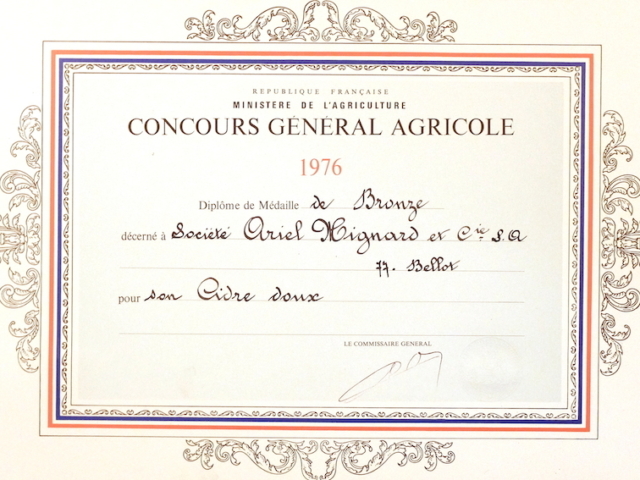 REPUBLIQUE FRANÇAISE
MINISTERE DE L'AGRICULTURE
CONCOURS GÉNÉRAL AGRICOLE
1976
Diplôme de Médaille de Bronze
décerné à Société Ariel Mignard et Cie S.A
77. Bellot
pour son Cidre doux
LE COMMISSAIRE GENERAL